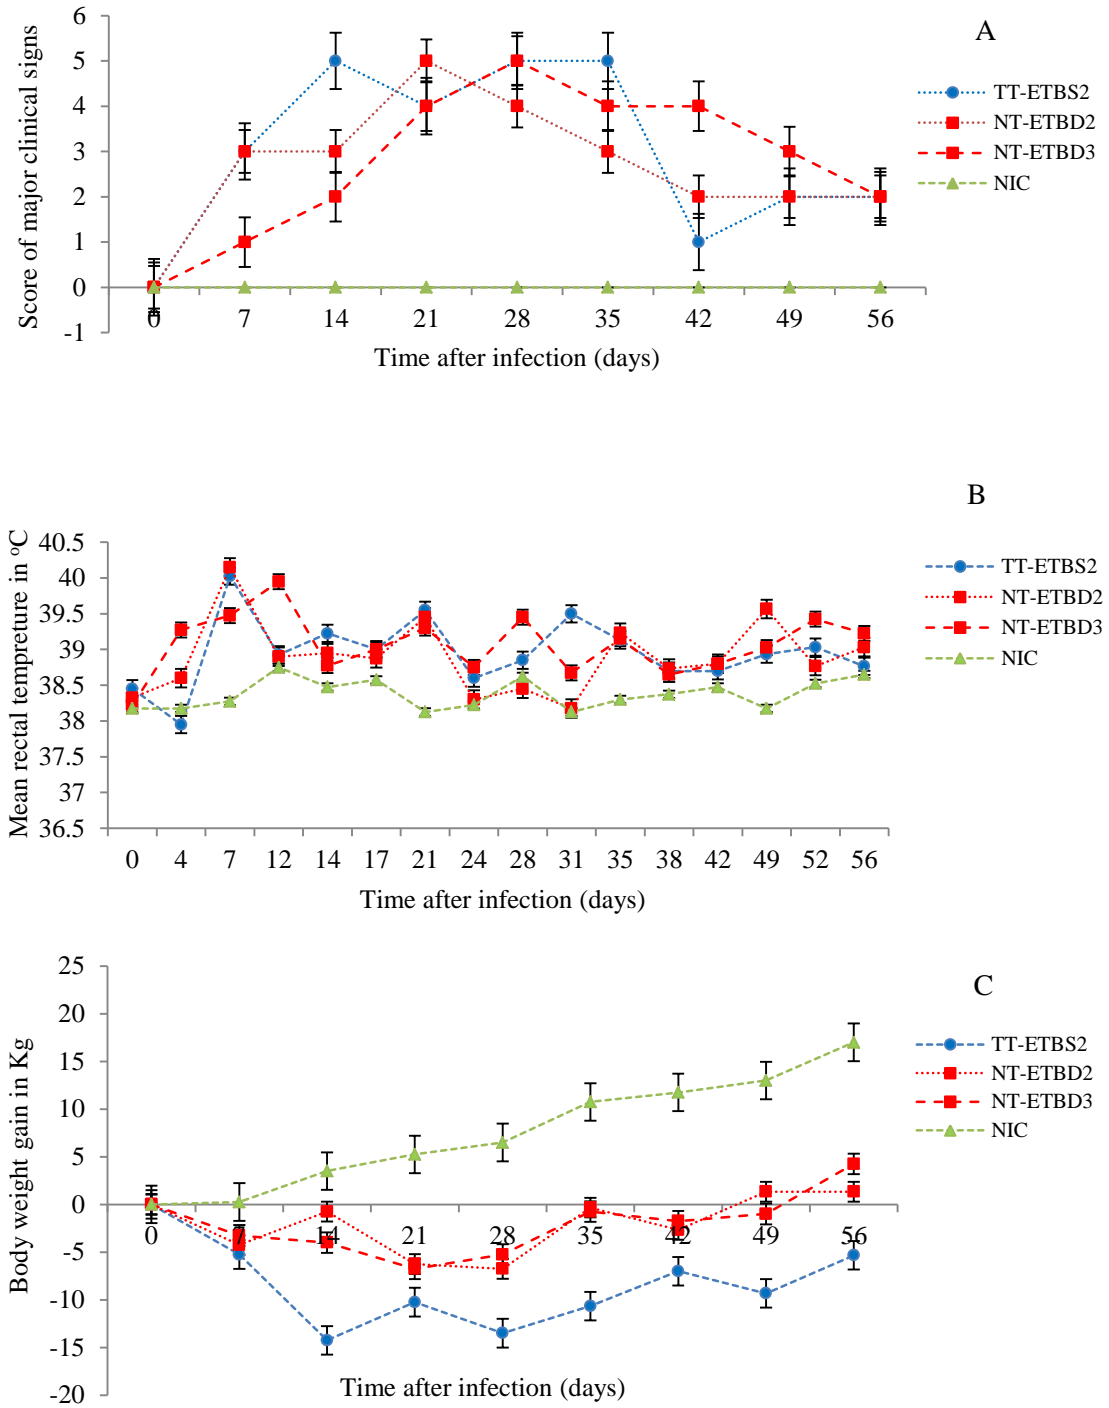 A
6
5
4
3
2
1
0
-1
Score of major clinical signs
0 7 14 21 28 35 42 49 56
Time after infection (days)
TT-ETBS2
NT-ETBD2
NT-ETBD3
NIC
B
40.5
40
39.5
39
38.5
38
37.5
37
36.5
Mean rectal tempreture in ºC
0 4 7 12 14 17 21 24 28 31 35 38 42 49 52 56
Time after infection (days)
TT-ETBS2
NT-ETBD2
NT-ETBD3
NIC
C
25
20
15
10
5
0
-5
-10
-15
-20
Body weight gain in Kg
0 7 14 21 28 35 42 49 56
Time after infection (days)
TT-ETBS2
NT-ETBD2
NT-ETBD3
NIC